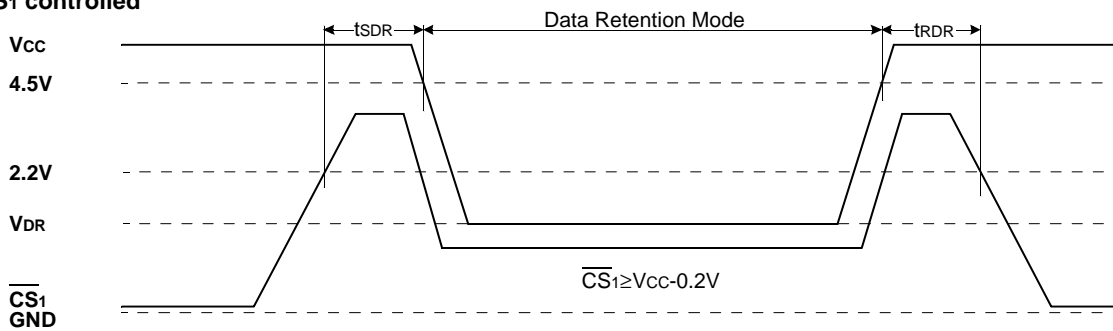 S1 controlled
tSDR
Data Retention Mode
tRDR
VCC
4.5V
2.2V
VDR
CS1≥VCC-0.2V
CS1
GND